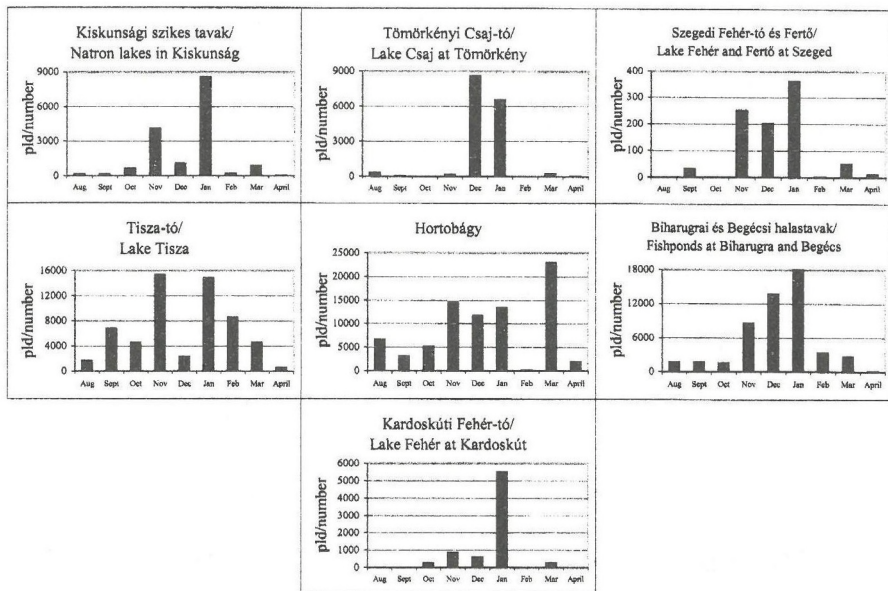 Kiskunsági szikes tavak/
Natron lakes in Kiskunság
pld/number
9000
6000
3000
0
Aug Sept Oct Nov Dec Jan Feb Mar April
Tömörkényi Csaj-tó/
Lake Csaj at Tömörkény
pld/number
9000
6000
3000
0
Aug Sept Oct Nov Dec Jan Feb Mar April
Szegedi Fehér-tó és Fertő/
Lake Fehér and Fertő at Szeged
pld/number
400
300
200
100
0
Aug Sept Oct Nov Dec Jan Feb Mar April
Tisza-tó/
Lake Tisza
pld/number
16000
12000
8000
4000
0
Aug Sept Oct Nov Dec Jan Feb Mar April
Hortobágy
pld/number
25000
20000
15000
10000
5000
0
Aug Sept Oct Nov Dec Jan Feb Mar April
Biharugrai és Begécsi halastavak/
Fishponds at Biharugra and Begécs
pld/number
18000
12000
6000
0
Aug Sept Oct Nov Dec Jan Feb Mar April
Kardoskúti Fehér-tó/
Lake Fehér at Kardoskút
pld/number
6000
5000
4000
3000
2000
1000
0
Aug Sept Oct Nov Dec Jan Feb Mar April